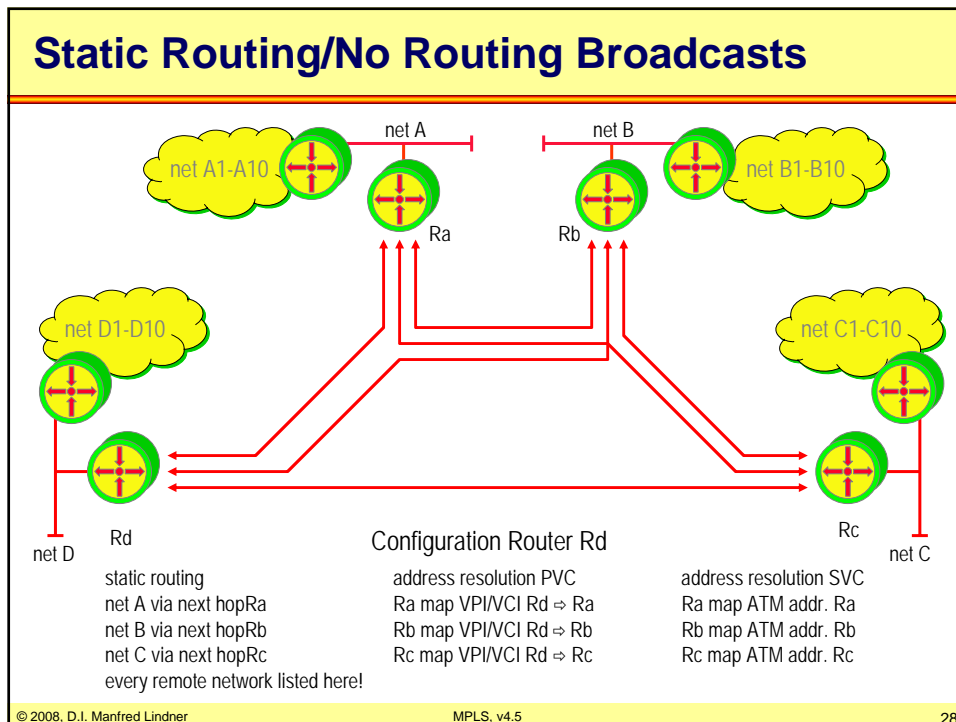 Static Routing/No Routing Broadcasts
net A
net B
net A1-A10
net B1-B10
Ra
Rb
net D1-D10
net C1-C10
Rd
Rc
net D
net C
Configuration Router Rd
static routing
net A via next hopRa
net B via next hopRb
net C via next hopRc
every remote network listed here!
address resolution PVC
Ra map VPI/VCI Rd ⇨ Ra
Rb map VPI/VCI Rd ⇨ Rb
Rc map VPI/VCI Rd ⇨ Rc
address resolution SVC
Ra map ATM addr. Ra
Rb map ATM addr. Rb
Rc map ATM addr. Rc
© 2008, D.I. Manfred Lindner
MPLS, v4.5
28